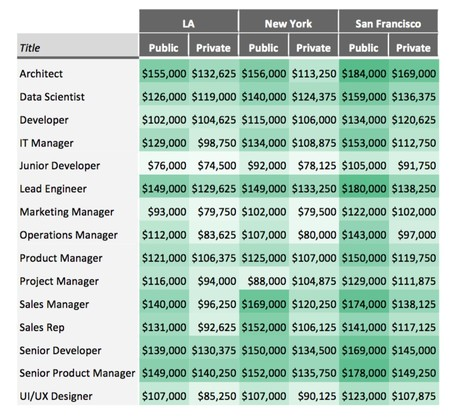 LA New York San Francisco
Title Public Private Public Private Public Private
Architect $155,000 $132,625 $156,000 $113,250 $184,000 $169,000
Data Scientist $126,000 $119,000 $140,000 $124,375 $159,000 $136,375
Developer $102,000 $104,625 $115,000 $106,000 $134,000 $120,625
IT Manager $129,000 $98,750 $134,000 $108,875 $153,000 $112,750
Junior Developer $76,000 $74,500 $92,000 $78,125 $105,000 $91,750
Lead Engineer $149,000 $129,625 $149,000 $133,250 $180,000 $138,250
Marketing Manager $93,000 $79,750 $102,000 $79,500 $122,000 $102,000
Operations Manager $112,000 $83,625 $107,000 $80,000 $143,000 $97,000
Product Manager $121,000 $106,375 $125,000 $107,000 $150,000 $119,750
Project Manager $116,000 $94,000 $88,000 $104,875 $129,000 $111,875
Sales Manager $140,000 $96,250 $169,000 $120,250 $174,000 $138,125
Sales Rep $131,000 $92,625 $152,000 $106,125 $141,000 $117,125
Senior Developer $139,000 $130,375 $150,000 $134,500 $169,000 $145,000
Senior Product Manager $149,000 $140,250 $152,000 $135,750 $178,000 $149,250
UI/UX Designer $107,000 $85,250 $107,000 $90,125 $123,000 $107,875